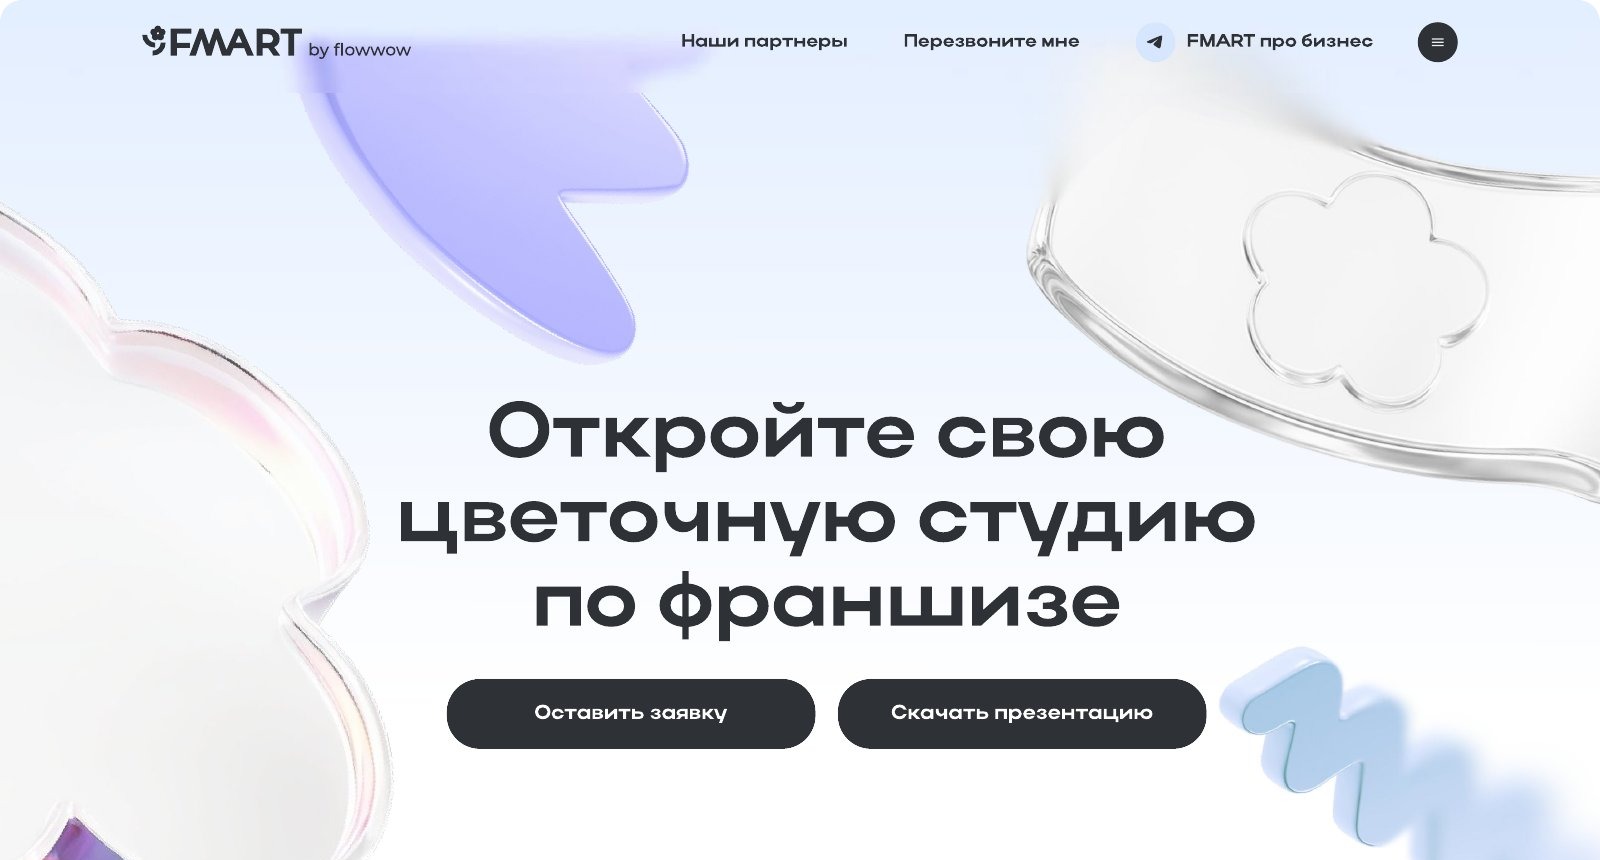 FMART by flowwow
Наши партнеры
Перезвоните мне
FMART про бизнес
Откройте свою
цветочную студию
по франшизе
Оставить заявку
Скачать презентацию